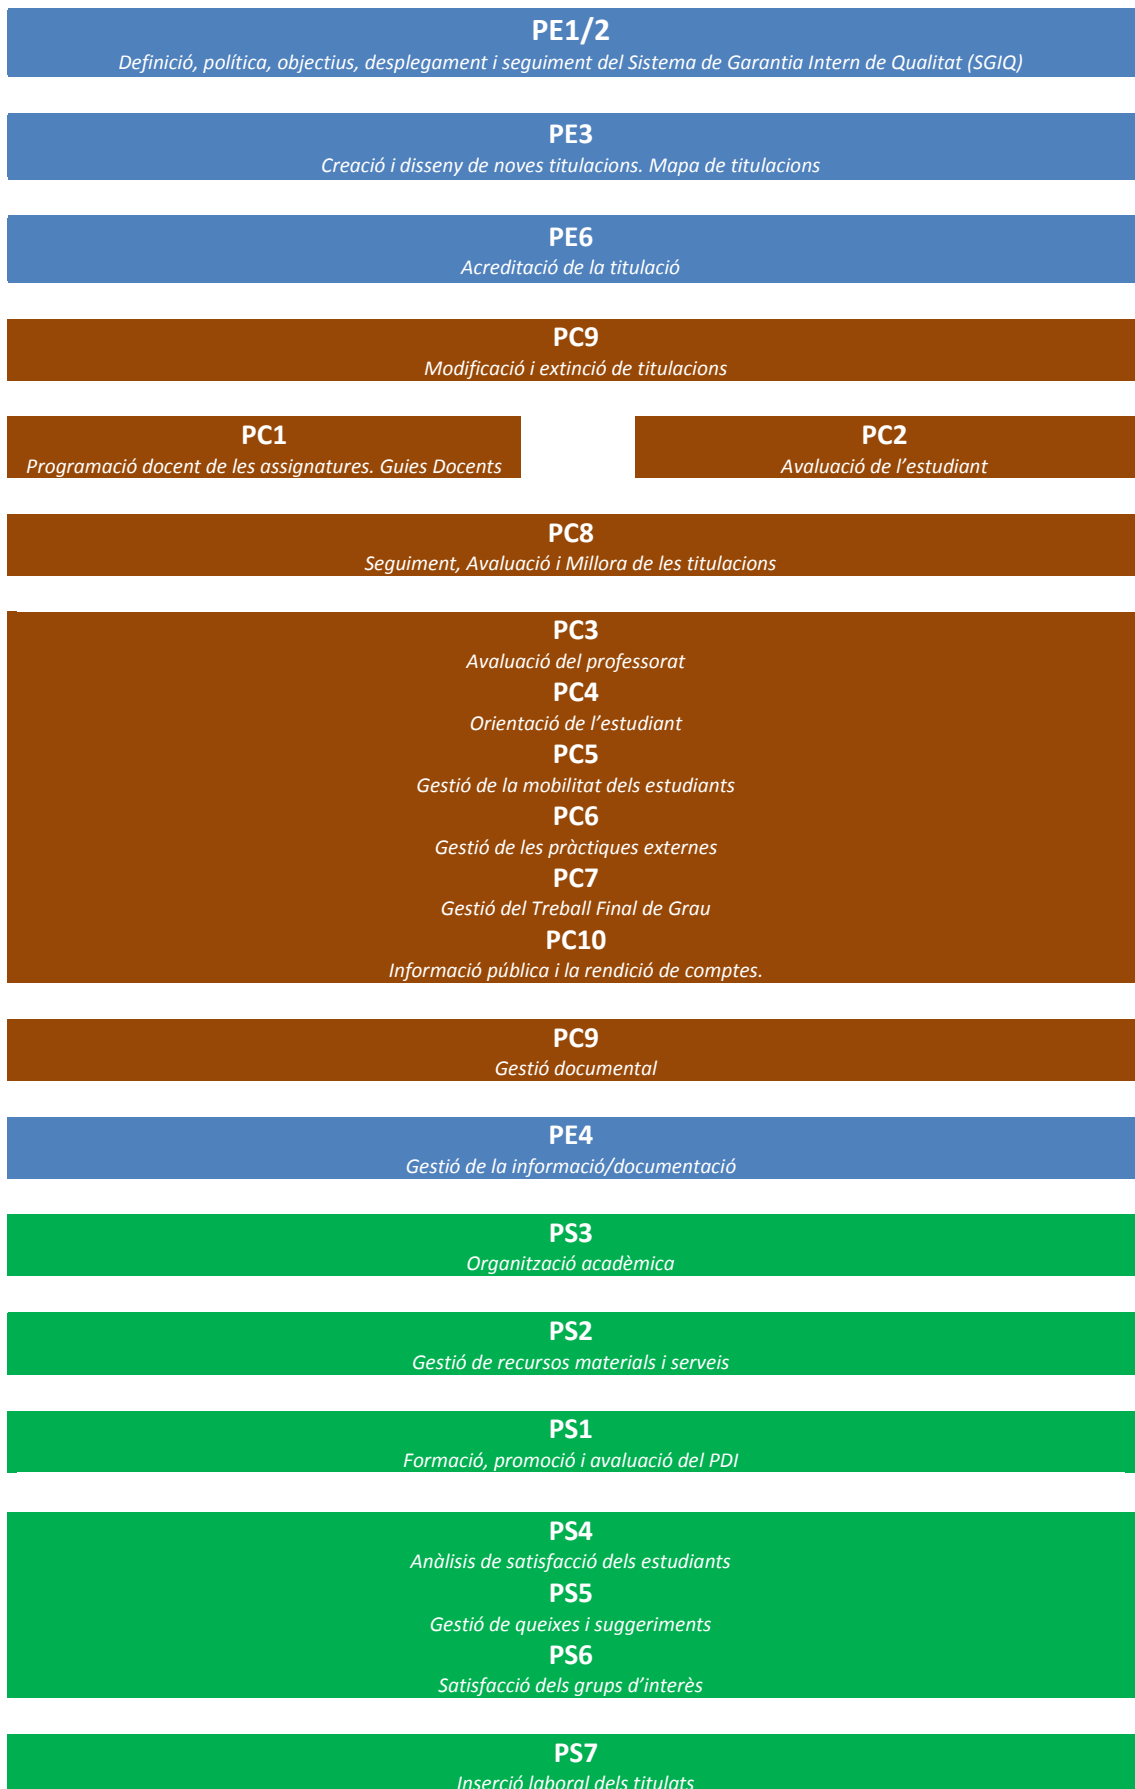 PE1/2
Definició, política, objectius, desplegament i seguiment del Sistema de Garantia Intern de Qualitat (SGIQ)
PE3
Creació i disseny de noves titulacions. Mapa de titulacions
PE6
Acreditació de la titulació
PC9
Modificació i extinció de titulacions
PC1
Programació docent de les assignatures. Guies Docents
PC2
Avaluació de l’estudiant
PC8
Seguiment, Avaluació i Millora de les titulacions
PC3
Avaluació del professorat
PC4
Orientació de l’estudiant
PC5
Gestió de la mobilitat dels estudiants
PC6
Gestió de les pràctiques externes
PC7
Gestió del Treball Final de Grau
PC10
Informació pública i la rendició de comptes.
PC9
Gestió documental
PE4
Gestió de la informació/documentació
PS3
Organització acadèmica
PS2
Gestió de recursos materials i serveis
PS1
Formació, promoció i avaluació del PDI
PS4
Anàlisis de satisfacció dels estudiants
PS5
Gestió de queixes i suggeriments
PS6
Satisfacció dels grups d’interès
PS7
Inserció laboral dels titulats